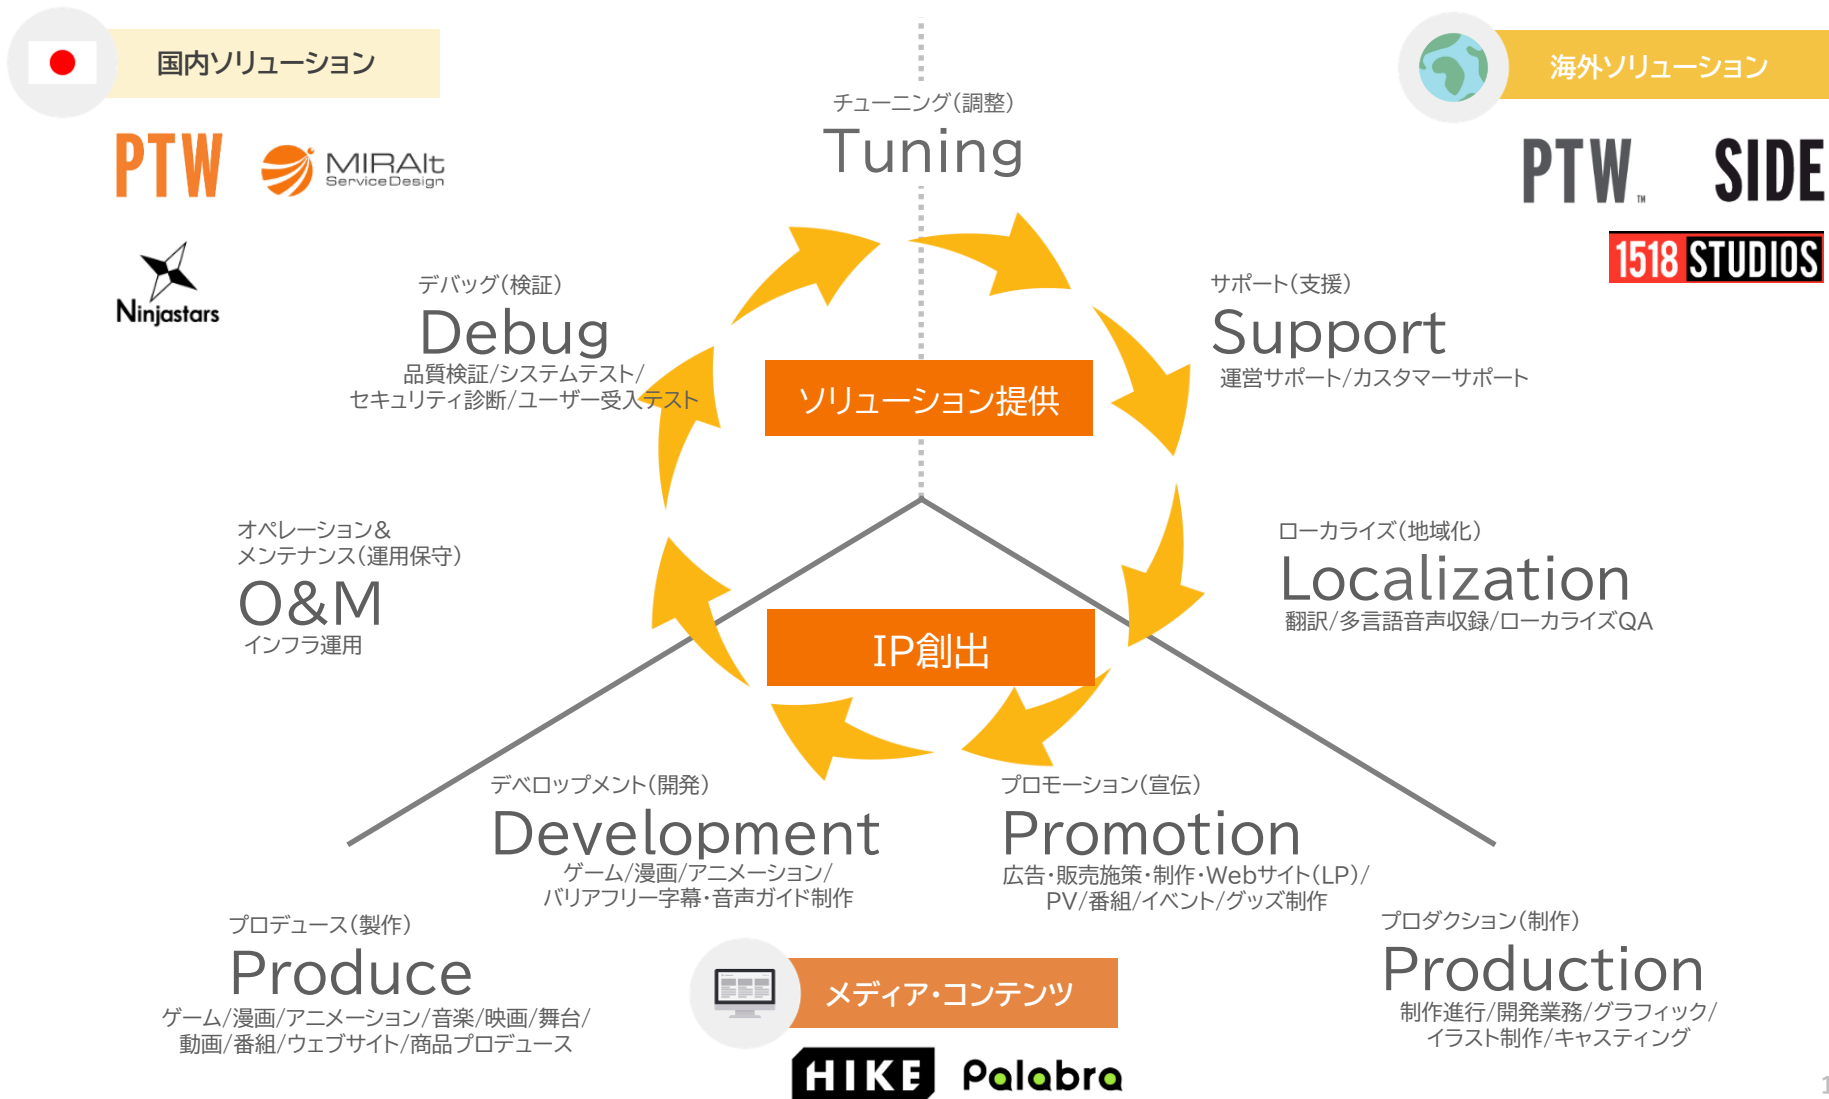 国内ソリューション
海外ソリューション
PTW
MIRAIt
ServiceDesign
Ninjastars
PTW
TM
SIDE
1518 STUDIOS
チューニング(調整)
Tuning
デバッグ(検証)
Debug
品質検証/システムテスト/
セキュリティ診断/ユーザー受入テスト
サポート(支援)
Support
運営サポート/カスタマーサポート
ソリューション提供
オペレーション&
メンテナンス(運用保守)
O&M
インフラ運用
ローカライズ(地域化)
Localization
翻訳/多言語音声収録/ローカライズQA
IP創出
デベロップメント(開発)
Development
ゲーム/漫画/アニメーション/
バリアフリー字幕・音声ガイド制作
プロモーション(宣伝)
Promotion
広告・販売施策・制作・Webサイト(LP)/
PV/番組/イベント/グッズ制作
プロデュース(製作)
Produce
ゲーム/漫画/アニメーション/音楽/映画/舞台/
動画/番組/ウェブサイト/商品プロデュース
プロダクション(制作)
Production
制作進行/開発業務/グラフィック/
イラスト制作/キャスティング
メディア・コンテンツ
HIKE
Palabra